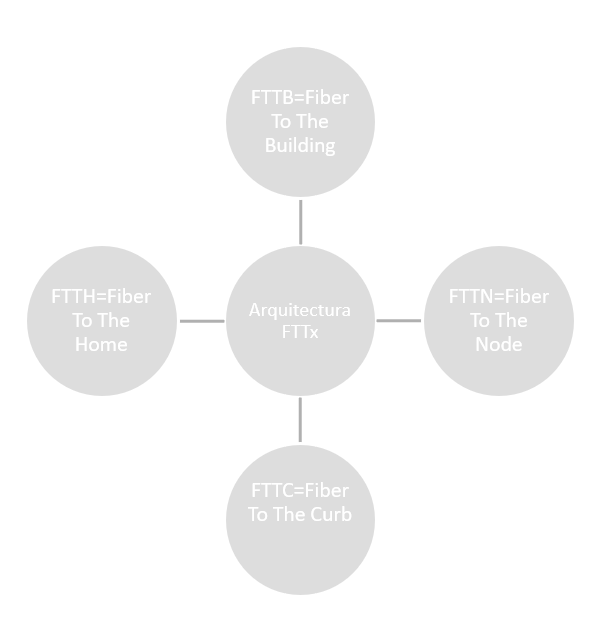 FTTB=Fiber
To The
Building
FTTH=Fiber
To The
Home
Arquitectura
FTTx
FTTN=Fiber
To The
Node
FTTC=Fiber
To The Curb